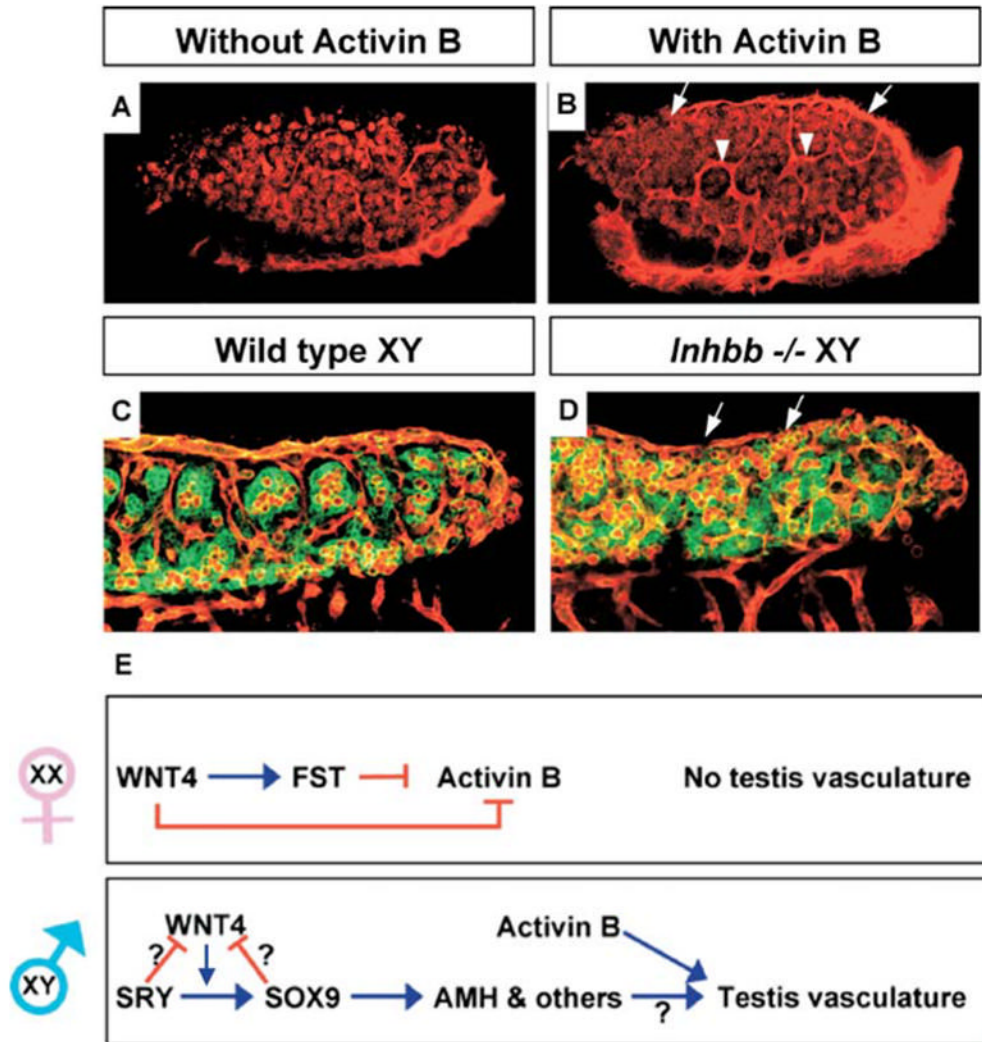 Without Activin B
With Activin B
A
B
Wild type XY
Inhbb -/- XY
C
D
E
XX
WNT4
FST
Activin B
No testis vasculature
XY
WNT4
?
?
SRY
SOX9
AMH & others
Activin B
?
Testis vasculature